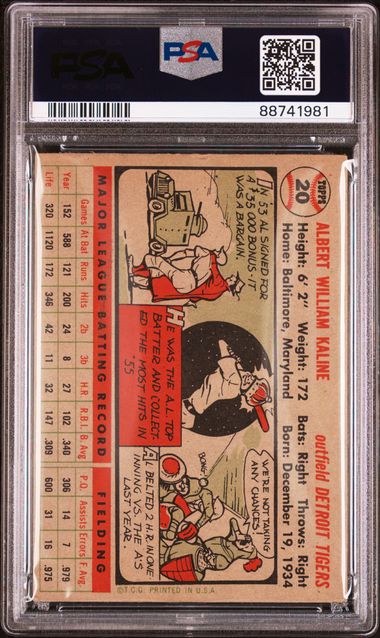 PSA
PSA
88741981
TOPPS
20
ALBERT WILLIAM KALINE outfield DETROIT TIGERS
Height: 6' 2" Weight: 172 Bats: Right Throws: Right
Home: Baltimore, Maryland Born: December 19, 1934
IN '53 AL SIGNED FOR
A $35,000 BONUS-IT
WAS A BARGAIN.
HE WAS THE A.L. TOP
BATTER AND COLLECT-
ED THE MOST HITS IN
'55
BONG!
WE'RE NOT TAKING
ANY CHANCES!
AL BELTED 2 H.R. IN ONE
INNING VS. THE A'S
LAST YEAR.
MAJOR LEAGUE BATTING RECORD FIELDING
Games At Bat Runs Hits 2b 3b H.R. R.B.I. B. Avg. P.O. Assists Errors F. Avg.
Year 152 588 121 200 24 8 27 102 .340 306 14 7 .979
Life 320 1120 172 346 42 11 32 147 .309 600 31 16 .975
©T.C.G. PRINTED IN U.S.A.